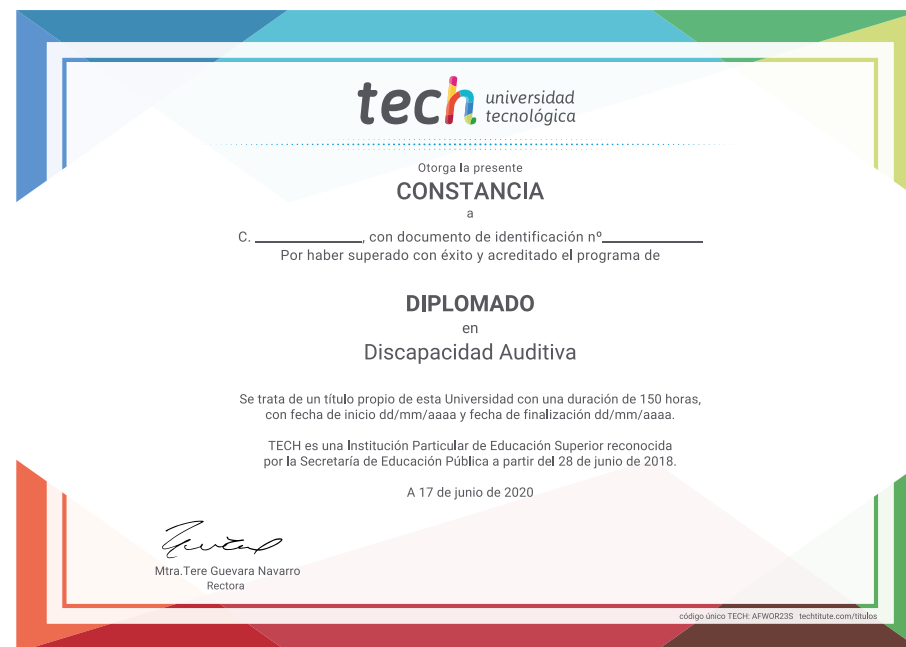 tech universidad
tecnológica
Otorga la presente
CONSTANCIA
a
C. ____________, con documento de identificación nº____________
Por haber superado con éxito y acreditado el programa de
DIPLOMADO
en
Discapacidad Auditiva
Se trata de un título propio de esta Universidad con una duración de 150 horas,
con fecha de inicio dd/mm/aaaa y fecha de finalización dd/mm/aaaa.
TECH es una Institución Particular de Educación Superior reconocida
por la Secretaría de Educación Pública a partir del 28 de junio de 2018.
A 17 de junio de 2020
Mtra.Tere Guevara Navarro
Rectora
código único TECH: AFWOR23S techtitute.com/titulos